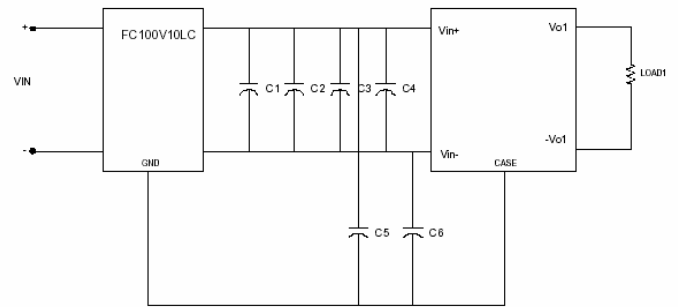 +
FC100V10LC
Vin+
Vo1
VIN
C1
C2
C3
C4
LOAD1
-
Vin-
-Vo1
GND
CASE
C5
C6